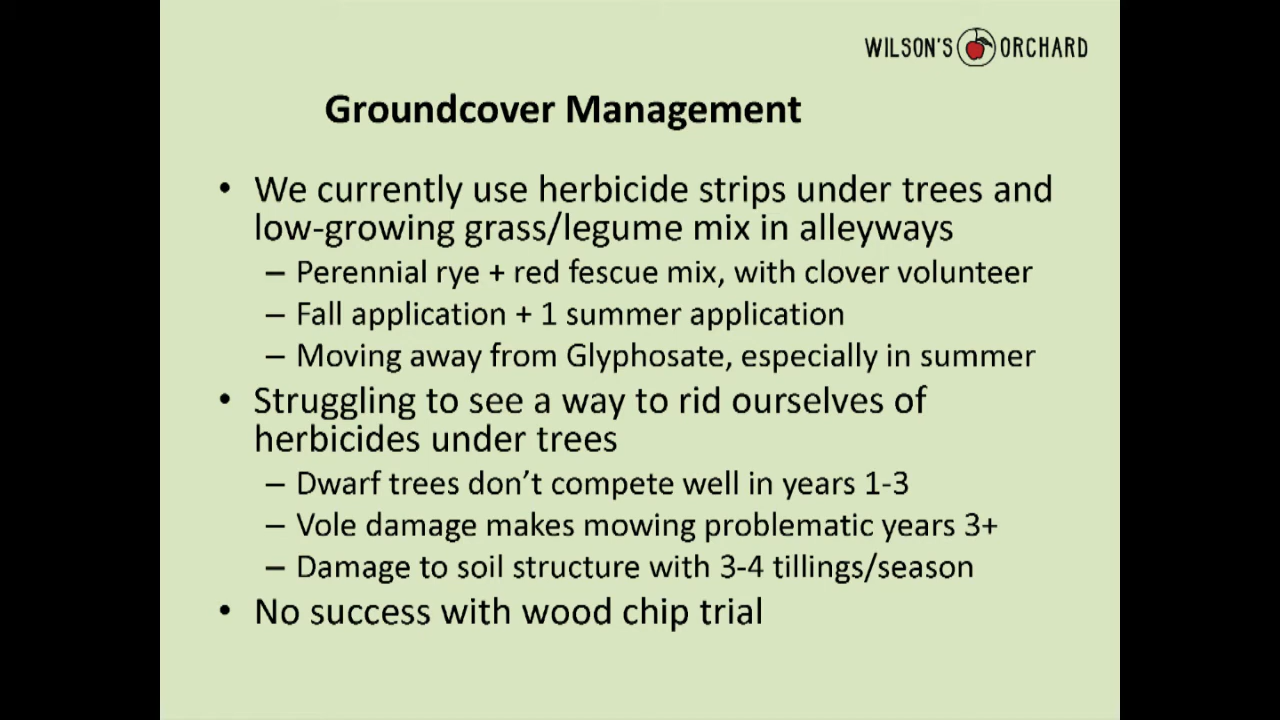 WILSON'S ORCHARD
Groundcover Management
• We currently use herbicide strips under trees and
low-growing grass/legume mix in alleyways
– Perennial rye + red fescue mix, with clover volunteer
– Fall application + 1 summer application
– Moving away from Glyphosate, especially in summer
• Struggling to see a way to rid ourselves of
herbicides under trees
– Dwarf trees don’t compete well in years 1-3
– Vole damage makes mowing problematic years 3+
– Damage to soil structure with 3-4 tillings/season
• No success with wood chip trial